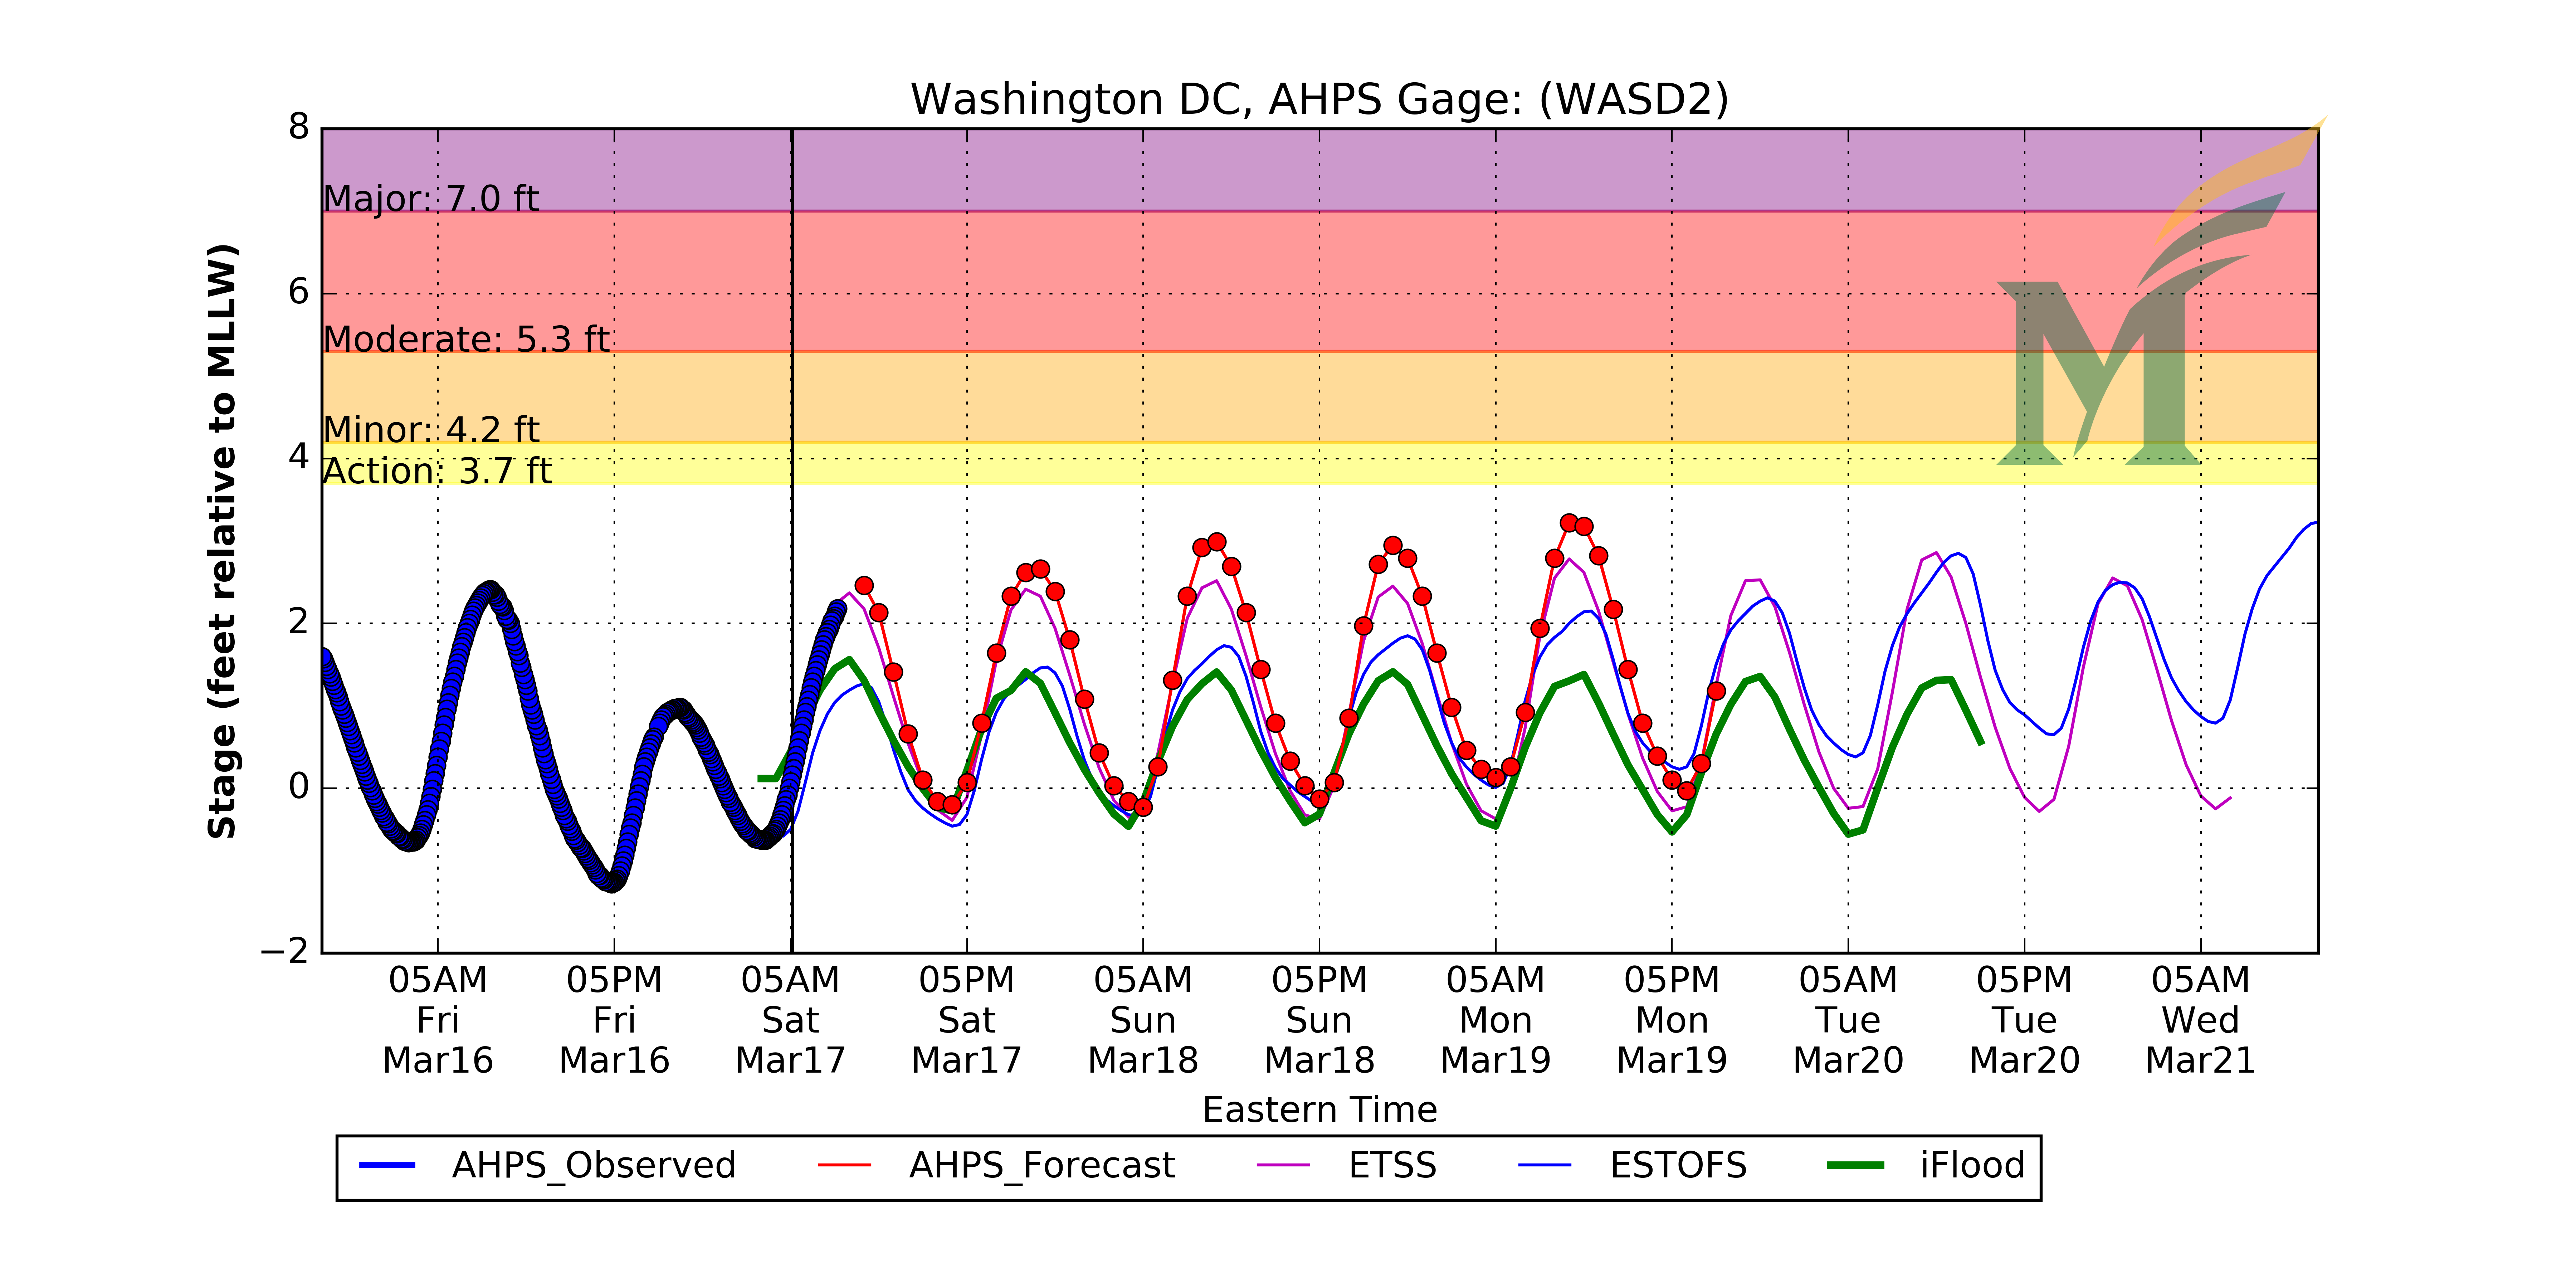 Washington DC, AHPS Gage: (WASD2)
Stage (feet relative to MLLW)
8
6
4
2
0
−2
Major: 7.0 ft
Moderate: 5.3 ft
Minor: 4.2 ft
Action: 3.7 ft
M
05AM 05PM 05AM 05PM 05AM 05PM 05AM 05PM 05AM 05PM 05AM
Fri Fri Sat Sat Sun Sun Mon Mon Tue Tue Wed
Mar16 Mar16 Mar17 Mar17 Mar18 Mar18 Mar19 Mar19 Mar20 Mar20 Mar21
Eastern Time
AHPS_Observed AHPS_Forecast ETSS ESTOFS iFlood